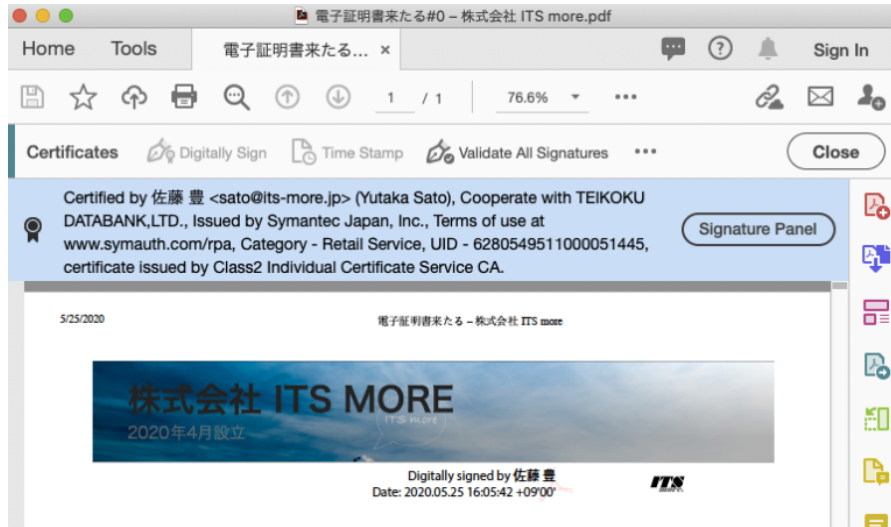 電子証明書来たる#0 – 株式会社 ITS more.pdf
Home Tools 電子証明書来たる... × Sign In
1 / 1 76.6%
Certificates Digitally Sign Time Stamp Validate All Signatures Close
Certified by 佐藤 豊 <sato@its-more.jp> (Yutaka Sato), Cooperate with TEIKOKU
DATABANK,LTD., Issued by Symantec Japan, Inc., Terms of use at
www.symauth.com/rpa, Category - Retail Service, UID - 6280549511000051445,
certificate issued by Class2 Individual Certificate Service CA.
Signature Panel
5/25/2020 電子証明書来たる – 株式会社 ITS more
株式会社 ITS MORE
ITS more
2020年4月設立
Digitally signed by 佐藤 豊
Date: 2020.05.25 16:05:42 +09'00'
ITS
more.